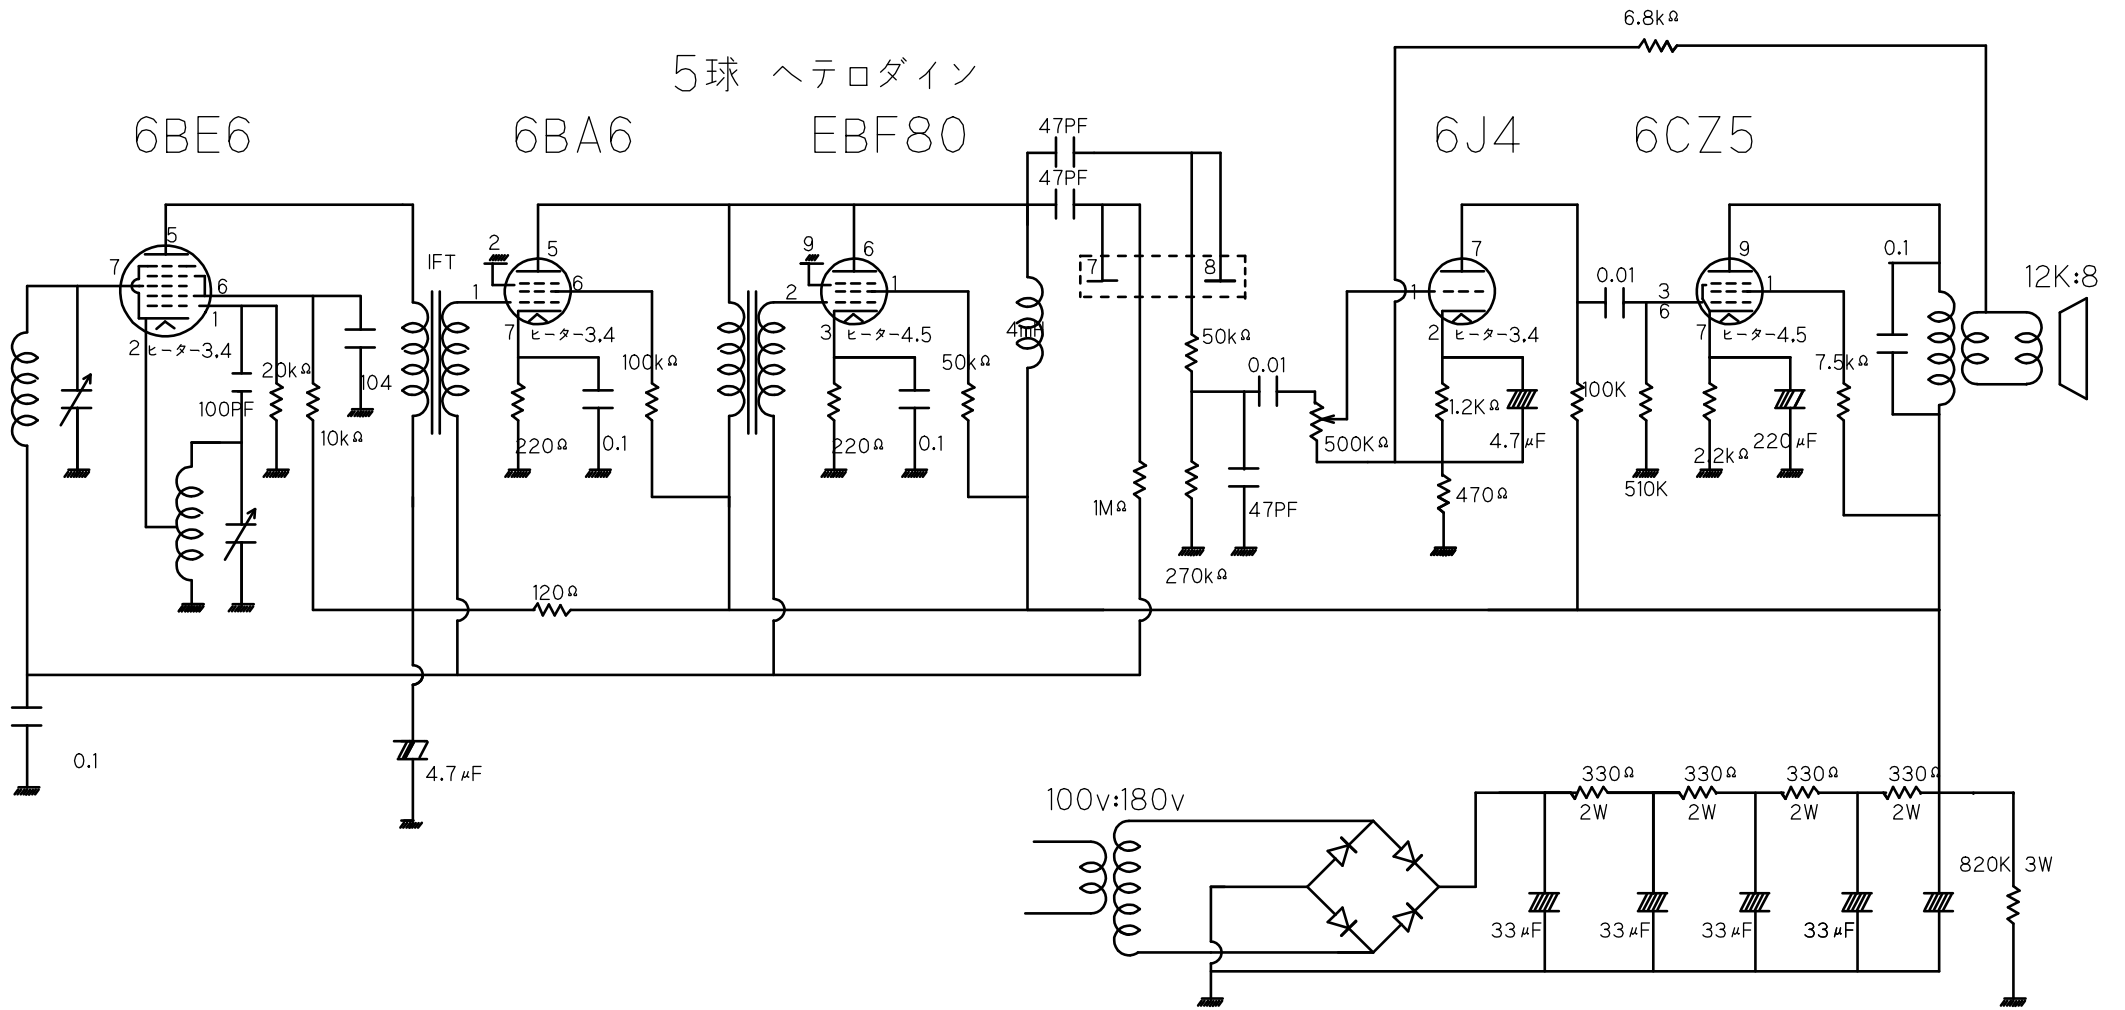 6.8kΩ
5球 ヘテロダイン
6BE6
6BA6
EBF80
6J4
6CZ5
47PF
47PF
5
7
6
1
2
ヒーター3.4
20kΩ
104
100PF
10kΩ
IFT
2
5
1
6
7
ヒーター3.4
100kΩ
220Ω
0.1
9
6
2
1
3
ヒーター4.5
50kΩ
220Ω
0.1
4mH
7
8
50kΩ
0.01
500KΩ
1MΩ
47PF
270kΩ
7
1
2
ヒーター3.4
1.2KΩ
4.7μF
470Ω
100K
0.01
510K
9
3
6
1
7
ヒーター4.5
2.2kΩ
220μF
7.5kΩ
0.1
12K:8
120Ω
0.1
4.7μF
100v:180v
330Ω
330Ω
330Ω
330Ω
2W
2W
2W
2W
820K 3W
33μF
33μF
33μF
33μF